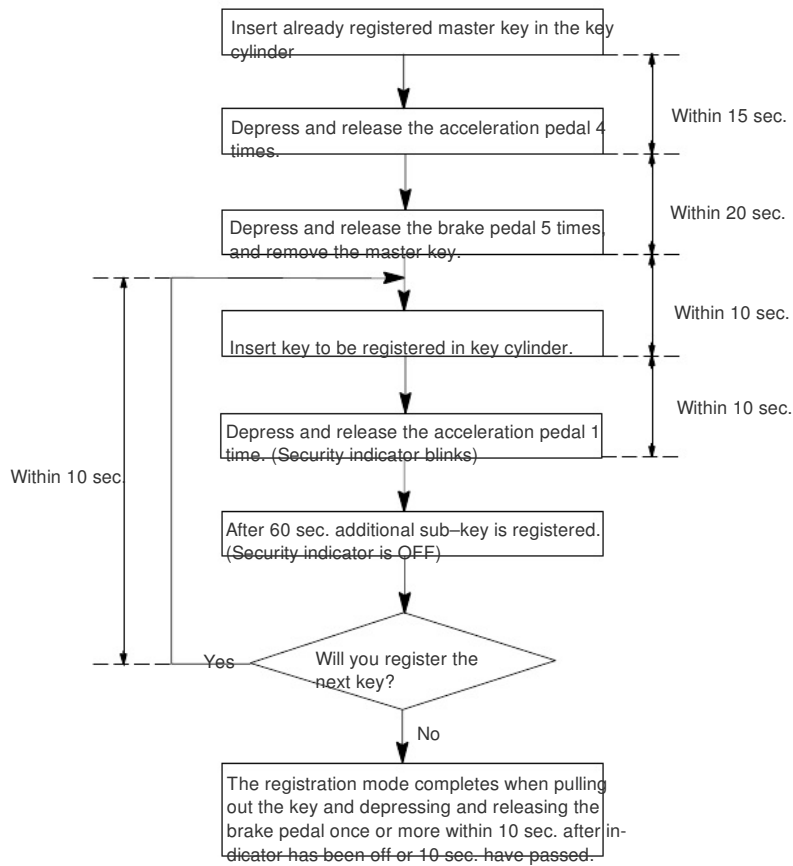 Insert already registered master key in the key
cylinder
Within 15 sec.
Depress and release the acceleration pedal 4
times.
Within 20 sec.
Depress and release the brake pedal 5 times,
and remove the master key.
Within 10 sec.
Insert key to be registered in key cylinder.
Within 10 sec.
Depress and release the acceleration pedal 1
time. (Security indicator blinks)
Within 10 sec.
After 60 sec. additional sub–key is registered.
(Security indicator is OFF)
Yes
Will you register the
next key?
No
The registration mode completes when pulling
out the key and depressing and releasing the
brake pedal once or more within 10 sec. after in-
dicator has been off or 10 sec. have passed.